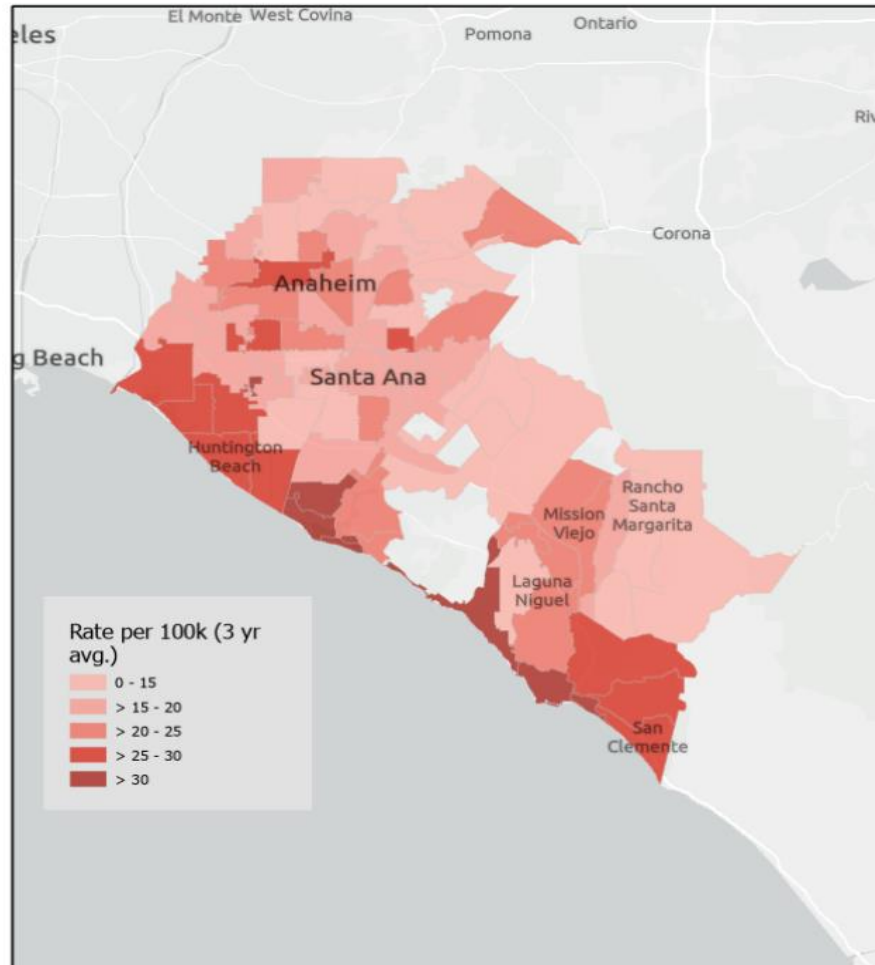 El Monte West Covina
eles
Pomona
Ontario
Riv
Corona
Anaheim
g Beach
Santa Ana
Huntington
Beach
Rancho
Santa
Margarita
Mission
Viejo
Laguna
Niguel
San
Clemente
Rate per 100k (3 yr
avg.)
0 - 15
> 15 - 20
> 20 - 25
> 25 - 30
> 30